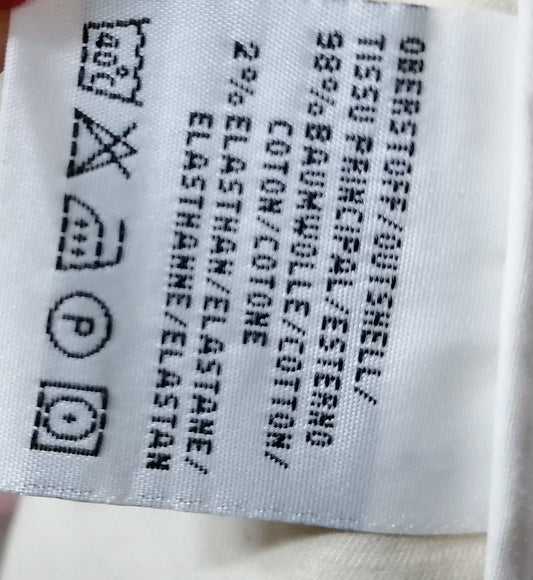 OBERSTOFF/OUTSHELL/
TISSU PRINCIPAL/ESTERNO
98%BAUMWOLLE/COTTON/
COTON/COTONE
2%ELASTHAN/ELASTANE/
ELASTHANNE/ELASTAN
40°C
P